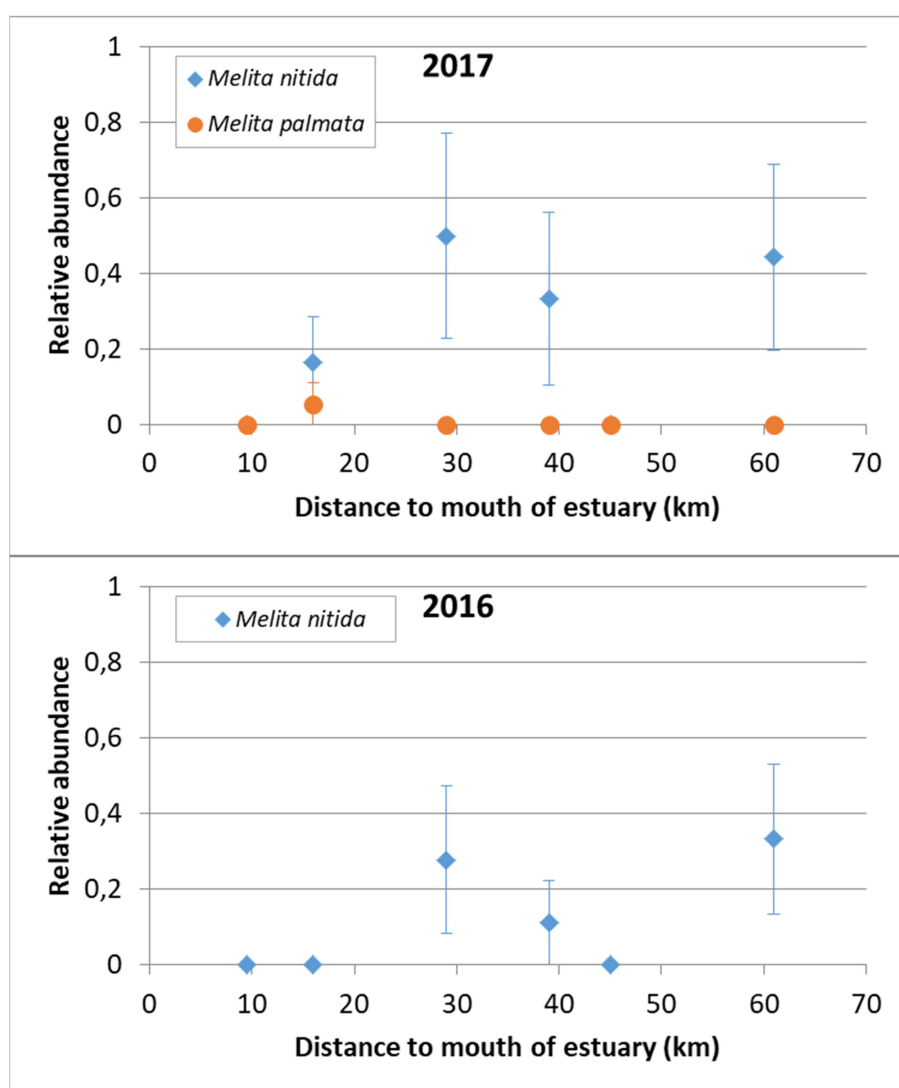 2017
Melita nitida
Melita palmata
Relative abundance
1
0,8
0,6
0,4
0,2
0
0 10 20 30 40 50 60 70
Distance to mouth of estuary (km)
2016
Melita nitida
Relative abundance
1
0,8
0,6
0,4
0,2
0
0 10 20 30 40 50 60 70
Distance to mouth of estuary (km)